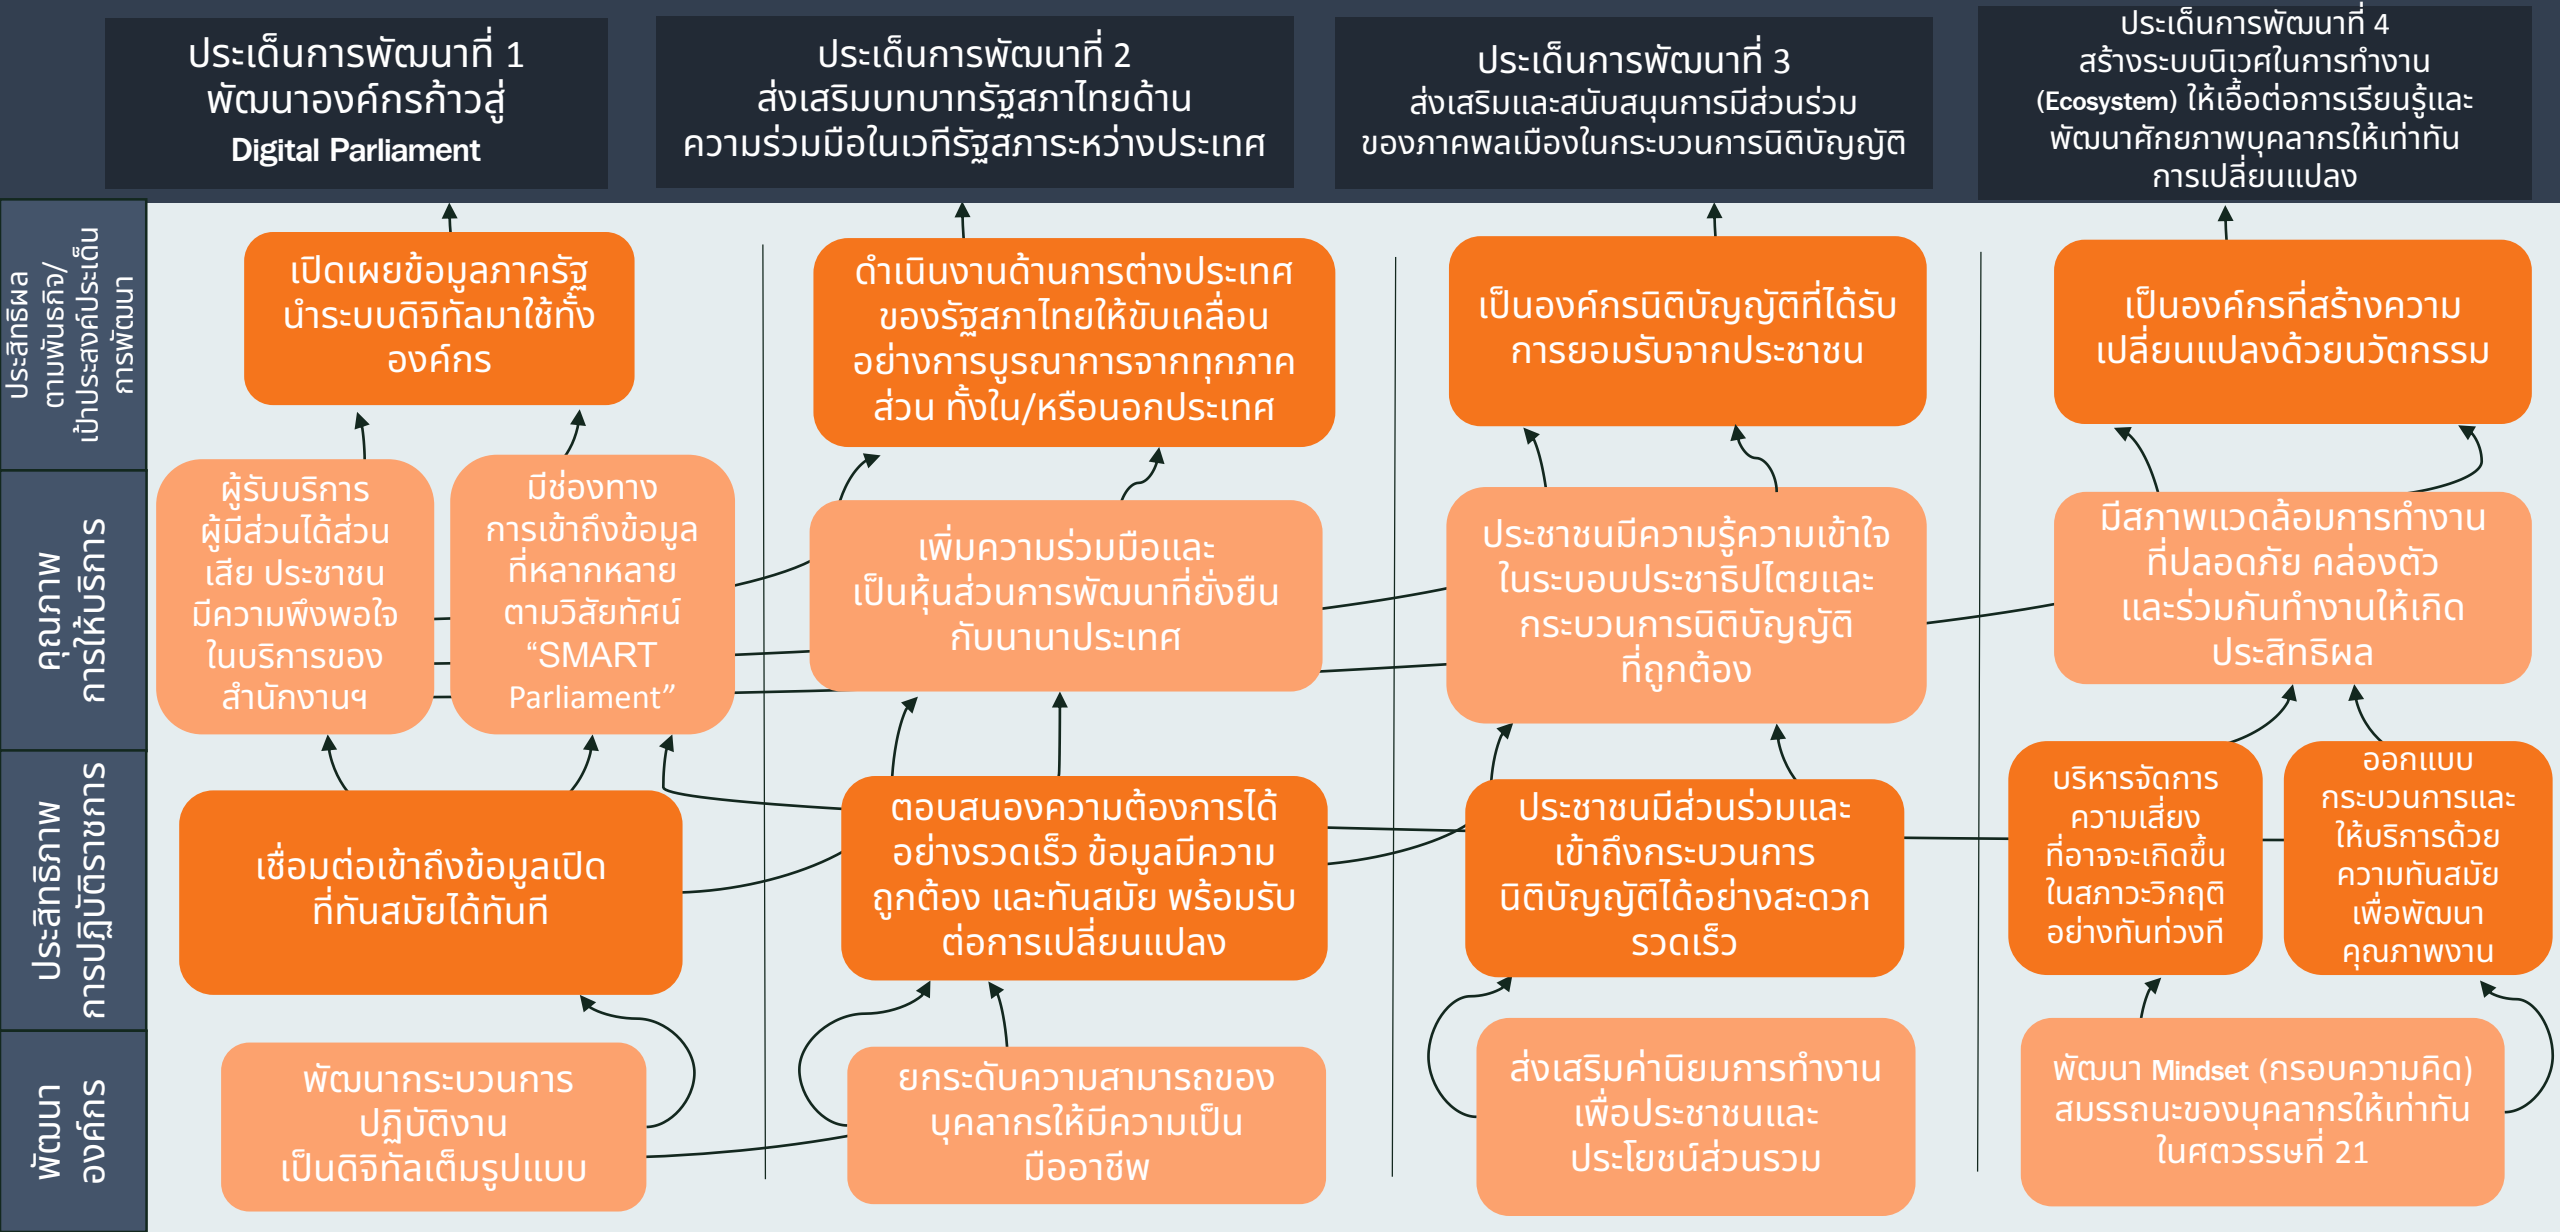 ประเด็นการพัฒนาที่ 1
พัฒนาองค์กรก้าวสู่
Digital Parliament
ประเด็นการพัฒนาที่ 2
ส่งเสริมบทบาทรัฐสภาไทยด้าน
ความร่วมมือในเวทีรัฐสภาระหว่างประเทศ
ประเด็นการพัฒนาที่ 3
ส่งเสริมและสนับสนุนการมีส่วนร่วม
ของภาคพลเมืองในกระบวนการนิติบัญญัติ
ประเด็นการพัฒนาที่ 4
สร้างระบบนิเวศในการทำงาน
(Ecosystem) ให้เอื้อต่อการเรียนรู้และ
พัฒนาศักยภาพบุคลากรให้เท่าทัน
การเปลี่ยนแปลง
ประสิทธิผล
ตามพันธกิจ/
เป้าประสงค์ประเด็น
การพัฒนา
เปิดเผยข้อมูลภาครัฐ
นำระบบดิจิทัลมาใช้ทั้ง
องค์กร
ดำเนินงานด้านการต่างประเทศ
ของรัฐสภาไทยให้ขับเคลื่อน
อย่างการบูรณาการจากทุกภาค
ส่วน ทั้งใน/หรือนอกประเทศ
เป็นองค์กรนิติบัญญัติที่ได้รับ
การยอมรับจากประชาชน
เป็นองค์กรที่สร้างความ
เปลี่ยนแปลงด้วยนวัตกรรม
คุณภาพ
การให้บริการ
ผู้รับบริการ
ผู้มีส่วนได้ส่วน
เสีย ประชาชน
มีความพึงพอใจ
ในบริการของ
สำนักงานฯ
มีช่องทาง
การเข้าถึงข้อมูล
ที่หลากหลาย
ตามวิสัยทัศน์
“SMART
Parliament”
เพิ่มความร่วมมือและ
เป็นหุ้นส่วนการพัฒนาที่ยั่งยืน
กับนานาประเทศ
ประชาชนมีความรู้ความเข้าใจ
ในระบอบประชาธิปไตยและ
กระบวนการนิติบัญญัติ
ที่ถูกต้อง
มีสภาพแวดล้อมการทำงาน
ที่ปลอดภัย คล่องตัว
และร่วมกันทำงานให้เกิด
ประสิทธิผล
ประสิทธิภาพ
การปฏิบัติราชการ
เชื่อมต่อเข้าถึงข้อมูลเปิด
ที่ทันสมัยได้ทันที
ตอบสนองความต้องการได้
อย่างรวดเร็ว ข้อมูลมีความ
ถูกต้อง และทันสมัย พร้อมรับ
ต่อการเปลี่ยนแปลง
ประชาชนมีส่วนร่วมและ
เข้าถึงกระบวนการ
นิติบัญญัติได้อย่างสะดวก
รวดเร็ว
บริหารจัดการ
ความเสี่ยง
ที่อาจจะเกิดขึ้น
ในสภาวะวิกฤติ
อย่างทันท่วงที
ออกแบบ
กระบวนการและ
ให้บริการด้วย
ความทันสมัย
เพื่อพัฒนา
คุณภาพงาน
พัฒนา
องค์กร
พัฒนากระบวนการ
ปฏิบัติงาน
เป็นดิจิทัลเต็มรูปแบบ
ยกระดับความสามารถของ
บุคลากรให้มีความเป็น
มืออาชีพ
ส่งเสริมค่านิยมการทำงาน
เพื่อประชาชนและ
ประโยชน์ส่วนรวม
พัฒนา Mindset (กรอบความคิด)
สมรรถนะของบุคลากรให้เท่าทัน
ในศตวรรษที่ 21